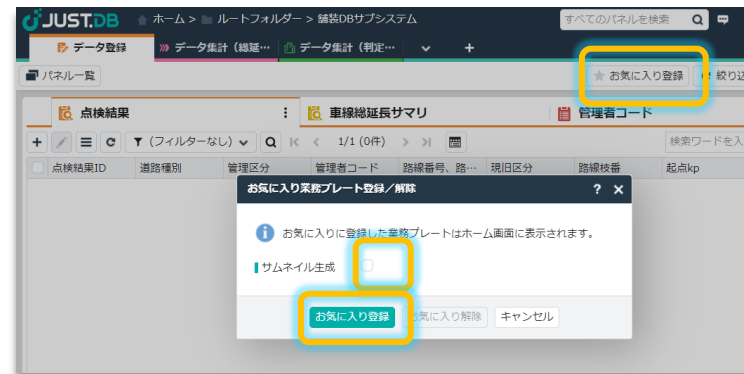 JUST.DB ホーム > ルートフォルダー > 舗装DBサブシステム すべてのパネルを検索
データ登録 データ集計（総延… データ集計（判定… +
パネル一覧 お気に入り登録 絞り込
点検結果 車線総延長サマリ 管理者コード
+ (フィルターなし) 1/1 (0件) 検索ワードを入
点検結果ID 道路種別 管理区分 管理者コード 路線番号、路… 現旧区分 路線枝番 起点kp
お気に入り業務プレート登録／解除 ? ×
お気に入りに登録した業務プレートはホーム画面に表示されます。
サムネイル生成
お気に入り登録 お気に入り解除 キャンセル